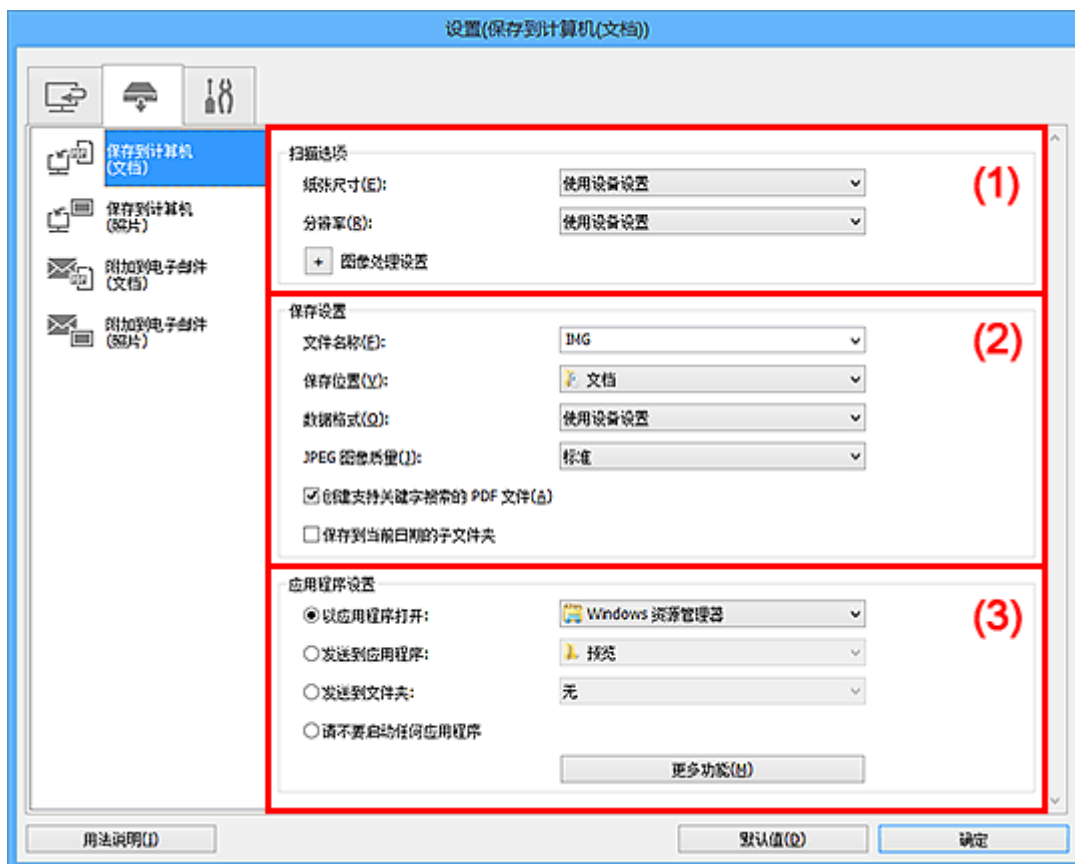 设置(保存到计算机(文档))
保存到计算机
(文档)
保存到计算机
(照片)
附加到电子邮件
(文档)
附加到电子邮件
(照片)
扫描选项
(1)
纸张尺寸(E):
使用设备设置
分辨率(R):
使用设备设置
+ 图像处理设置
保存设置
(2)
文件名称(F):
IMG
保存位置(V):
文档
数据格式(O):
使用设备设置
JPEG 图像质量(J):
标准
创建支持关键字搜索的 PDF 文件(A)
保存到当前日期的子文件夹
应用程序设置
(3)
以应用程序打开:
Windows 资源管理器
发送到应用程序:
预览
发送到文件夹:
无
请不要启动任何应用程序
更多功能(M)
用法说明(I)
默认值(D)
确定